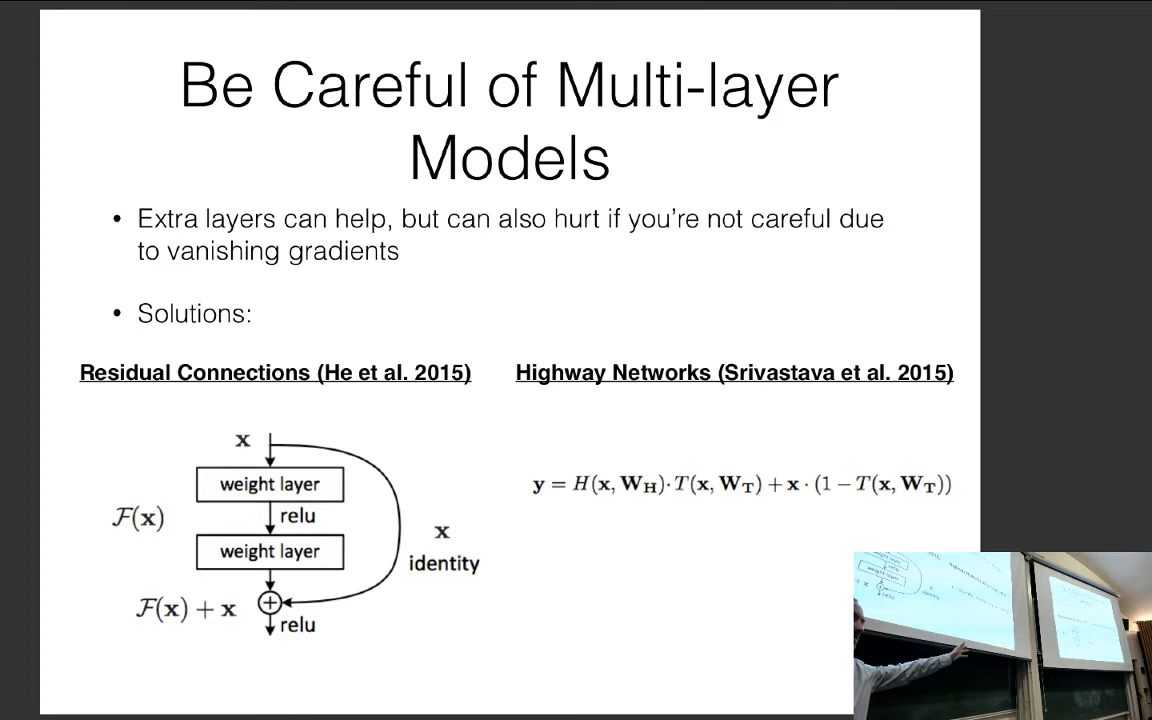 Be Careful of Multi-layer
Models
• Extra layers can help, but can also hurt if you're not careful due
to vanishing gradients
• Solutions:
Residual Connections (He et al. 2015)
Highway Networks (Srivastava et al. 2015)
x
weight layer
F(x)
relu
weight layer
x
identity
F(x) + x
relu
y = H(x, W_H) · T(x, W_T) + x · (1 − T(x, W_T))